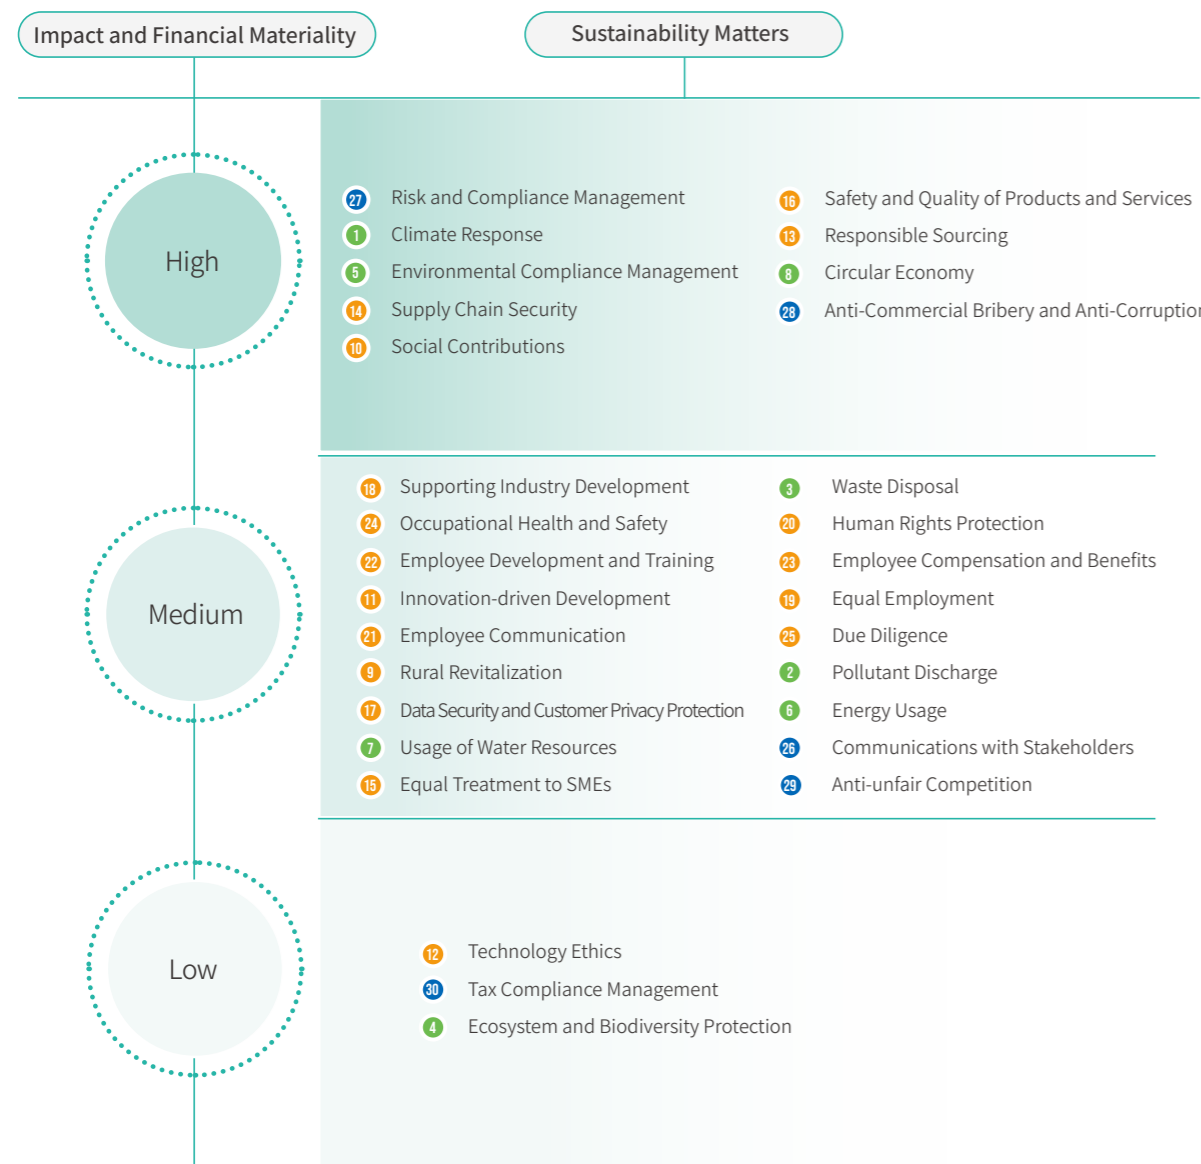 Impact and Financial Materiality
Sustainability Matters
High
27 Risk and Compliance Management
1 Climate Response
5 Environmental Compliance Management
14 Supply Chain Security
10 Social Contributions
16 Safety and Quality of Products and Services
13 Responsible Sourcing
8 Circular Economy
28 Anti-Commercial Bribery and Anti-Corruption
Medium
18 Supporting Industry Development
24 Occupational Health and Safety
22 Employee Development and Training
11 Innovation-driven Development
21 Employee Communication
9 Rural Revitalization
17 Data Security and Customer Privacy Protection
7 Usage of Water Resources
15 Equal Treatment to SMEs
3 Waste Disposal
20 Human Rights Protection
23 Employee Compensation and Benefits
19 Equal Employment
25 Due Diligence
2 Pollutant Discharge
6 Energy Usage
26 Communications with Stakeholders
29 Anti-unfair Competition
Low
12 Technology Ethics
30 Tax Compliance Management
4 Ecosystem and Biodiversity Protection